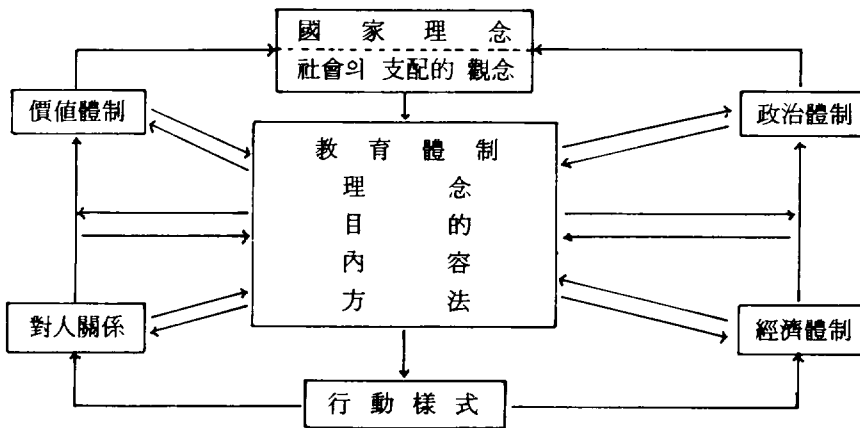 國家理念
社會의 支配的 觀念
價値體制
政治體制
敎育體制
理念
目的
內容
方法
對人關係
經濟體制
行動樣式